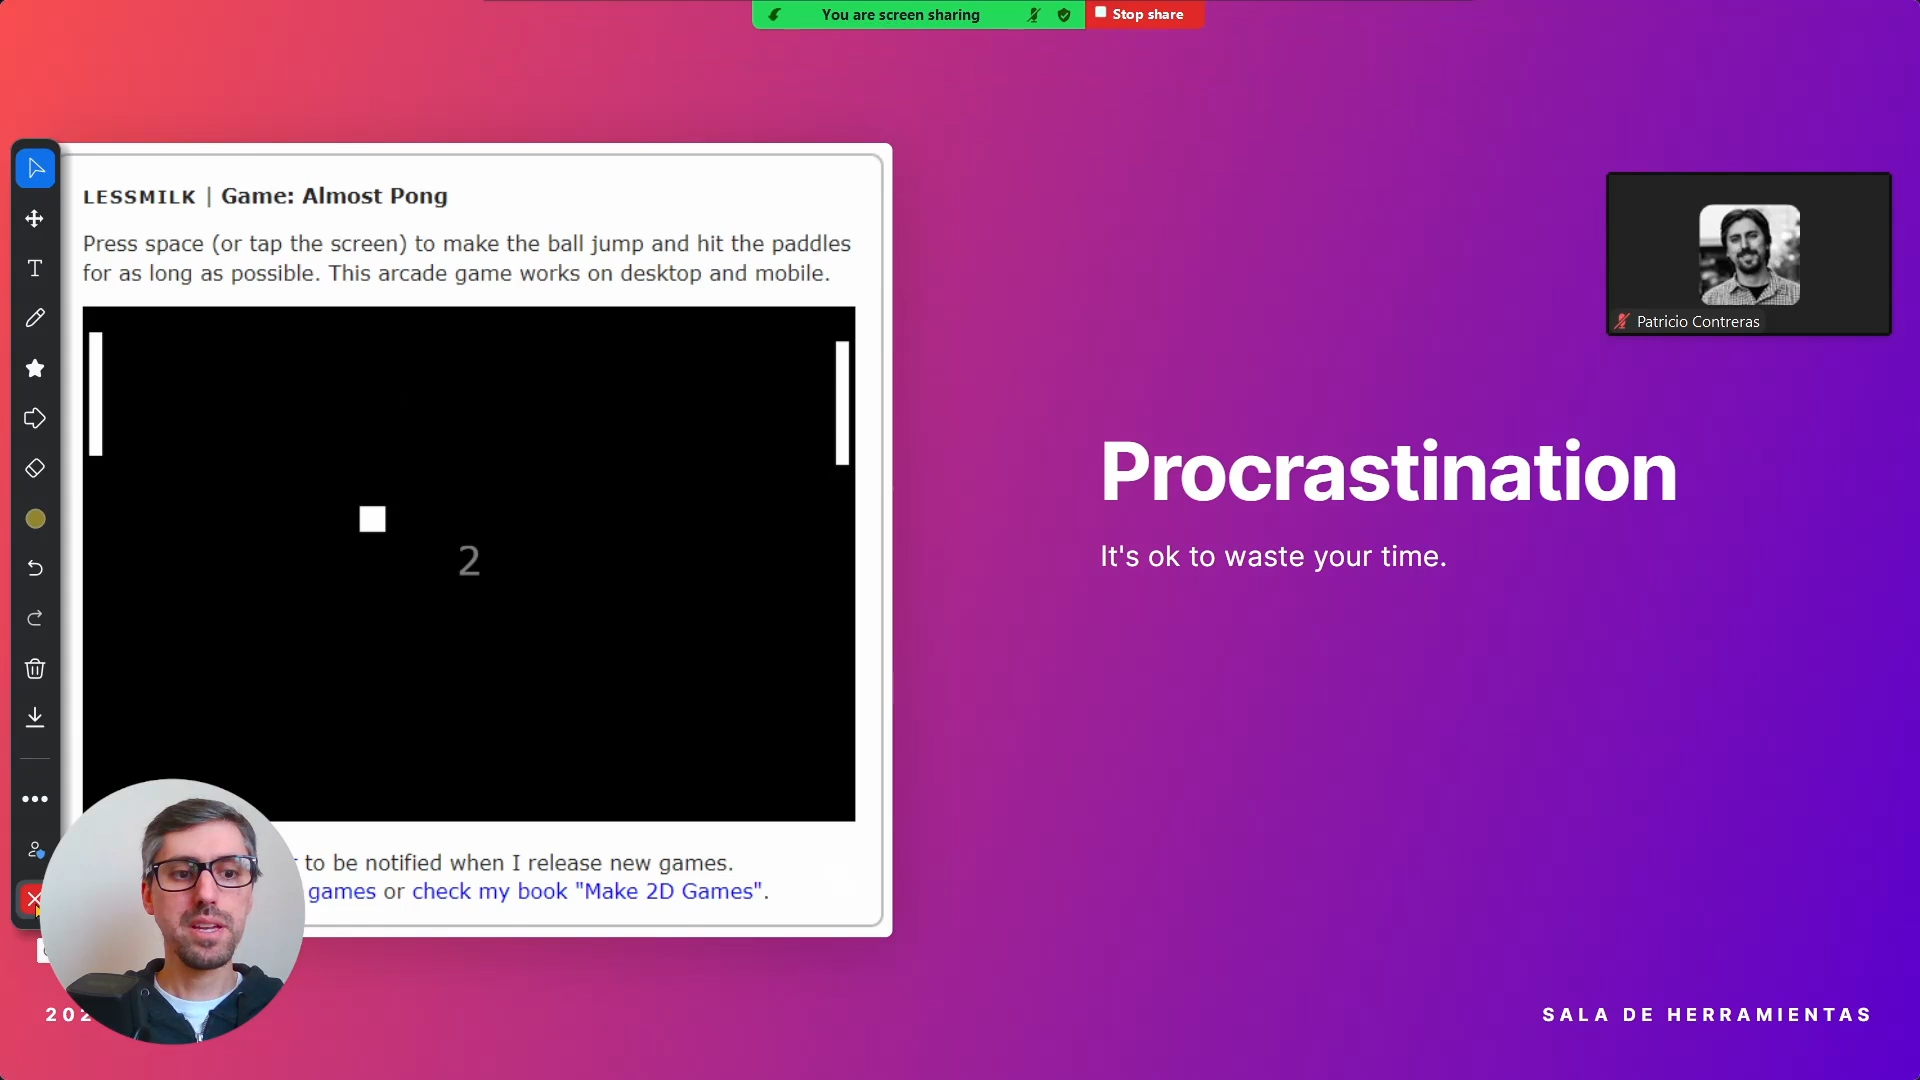 You are screen sharing
Stop share
LESSMILK | Game: Almost Pong
Press space (or tap the screen) to make the ball jump and hit the paddles
for as long as possible. This arcade game works on desktop and mobile.
2
to be notified when I release new games.
games or check my book "Make 2D Games".
Patricio Contreras
Procrastination
It's ok to waste your time.
202
SALA DE HERRAMIENTAS